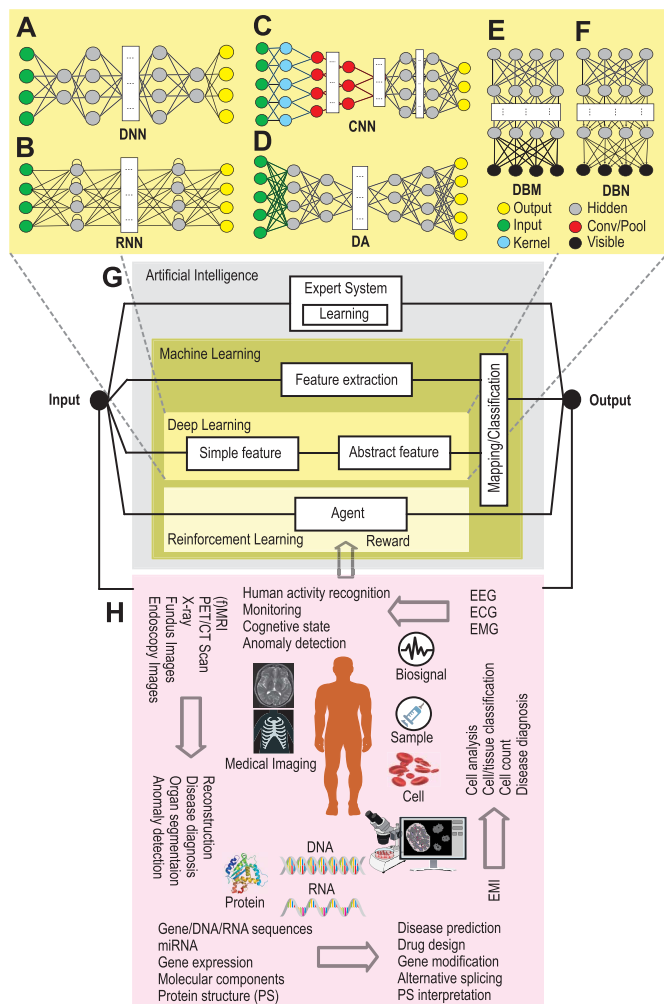 A
B
C
D
E
F
DNN
RNN
CNN
DA
DBM
DBN
Output
Input
Kernel
Hidden
Conv/Pool
Visible
G
Artificial Intelligence
Expert System
Learning
Machine Learning
Feature extraction
Mapping/Classification
Input
Output
Deep Learning
Simple feature
Abstract feature
Agent
Reinforcement Learning
Reward
H
(f)MRI
PET/CT Scan
X-ray
Fundus Images
Endoscopy Images
Human activity recognition
Monitoring
Cognetive state
Anomaly detection
EEG
ECG
EMG
Biosignal
Sample
Cell
Medical Imaging
Cell analysis
Cell/tissue classification
Cell count
Disease diagnosis
Reconstruction
Disease diagnosis
Organ segmentaion
Anomaly detection
EMI
Protein
DNA
RNA
Gene/DNA/RNA sequences
miRNA
Gene expression
Molecular components
Protein structure (PS)
Disease prediction
Drug design
Gene modification
Alternative splicing
PS interpretation